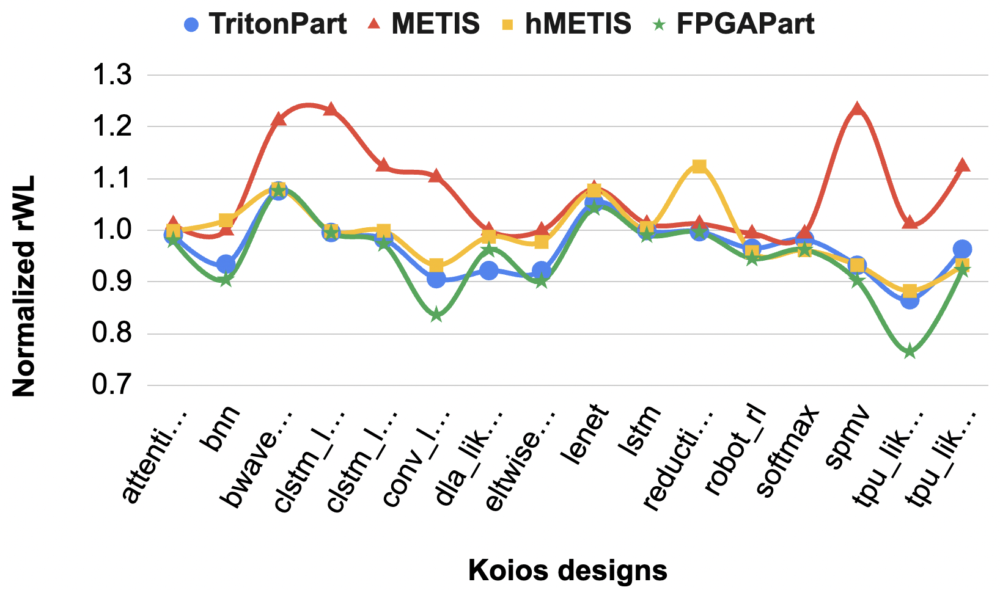 TritonPart METIS hMETIS FPGAPart
1.3
1.2
1.1
1.0
0.9
0.8
0.7
Normalized rWL
attenti...
bnn
bwave...
clstm_l...
clstm_l...
conv_l...
dla_lik...
eltwise...
lenet
lstm
reducti...
robot_rl
softmax
spmv
tpu_lik...
tpu_lik...
Koios designs